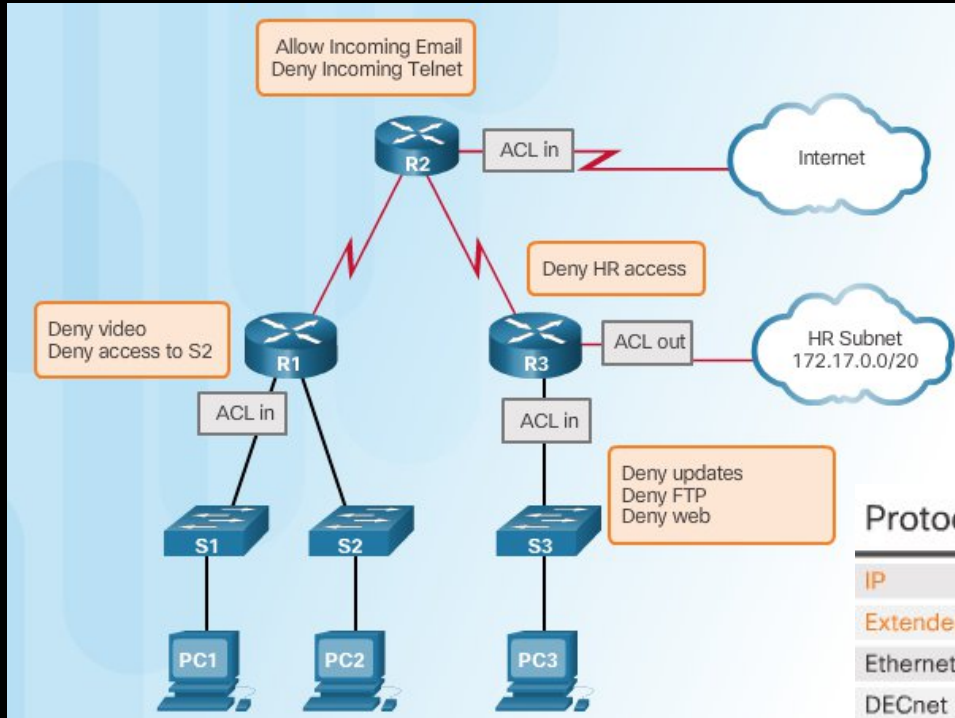 Allow Incoming Email
Deny Incoming Telnet
R2
ACL in
Internet
Deny HR access
Deny video
Deny access to S2
R1
R3
ACL out
HR Subnet
172.17.0.0/20
ACL in
ACL in
Deny updates
Deny FTP
Deny web
S1
S2
S3
PC1
PC2
PC3
IP
Ethernet
DECnet